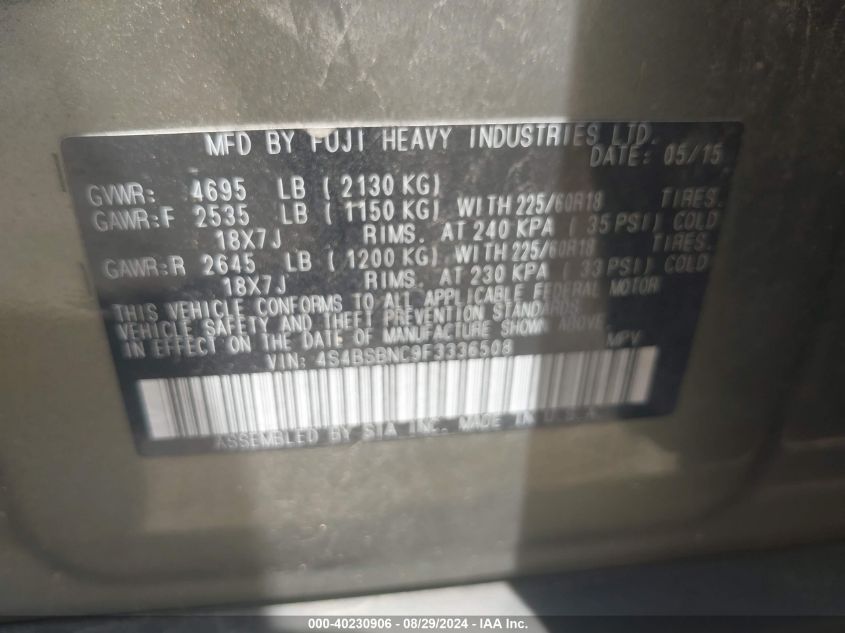 MFD BY FUJI HEAVY INDUSTRIES LTD.
DATE: 05/15
GVWR: 4695 LB (2130 KG)
GAWR:F 2535 LB (1150 KG) WITH 225/60R18 TIRES.
18X7J RIMS. AT 240 KPA (35 PSI) COLD
GAWR:R 2645 LB (1200 KG) WITH 225/60R18 TIRES.
18X7J RIMS. AT 230 KPA (33 PSI) COLD
THIS VEHICLE CONFORMS TO ALL APPLICABLE FEDERAL MOTOR
VEHICLE SAFETY AND THEFT PREVENTION STANDARDS
IN EFFECT ON THE DATE OF MANUFACTURE SHOWN ABOVE.
VIN: 4S4BSBNC9F3336508 MPV
ASSEMBLED BY SIA INC. MADE IN U.S.A.
COPY - 40230906 - 08/29/2024 - IAA Inc.